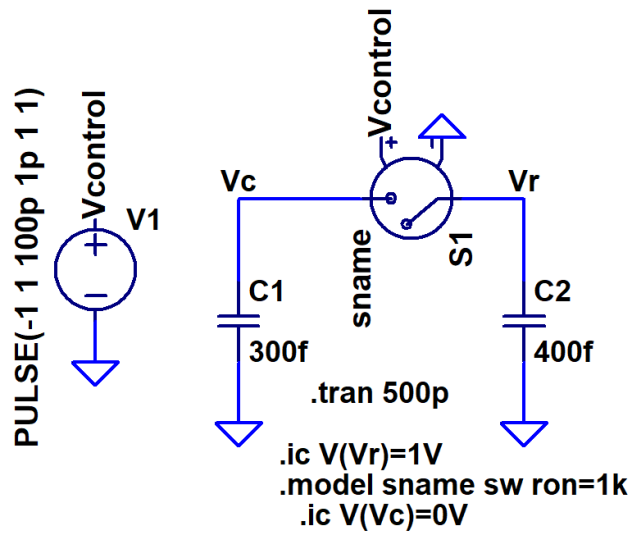 PULSE(-1 1 100p 1p 1 1)
Vcontrol
V1
Vcontrol
Vc
Vr
sname
S1
C1
300f
C2
400f
.tran 500p
.ic V(Vr)=1V
.model sname sw ron=1k
.ic V(Vc)=0V